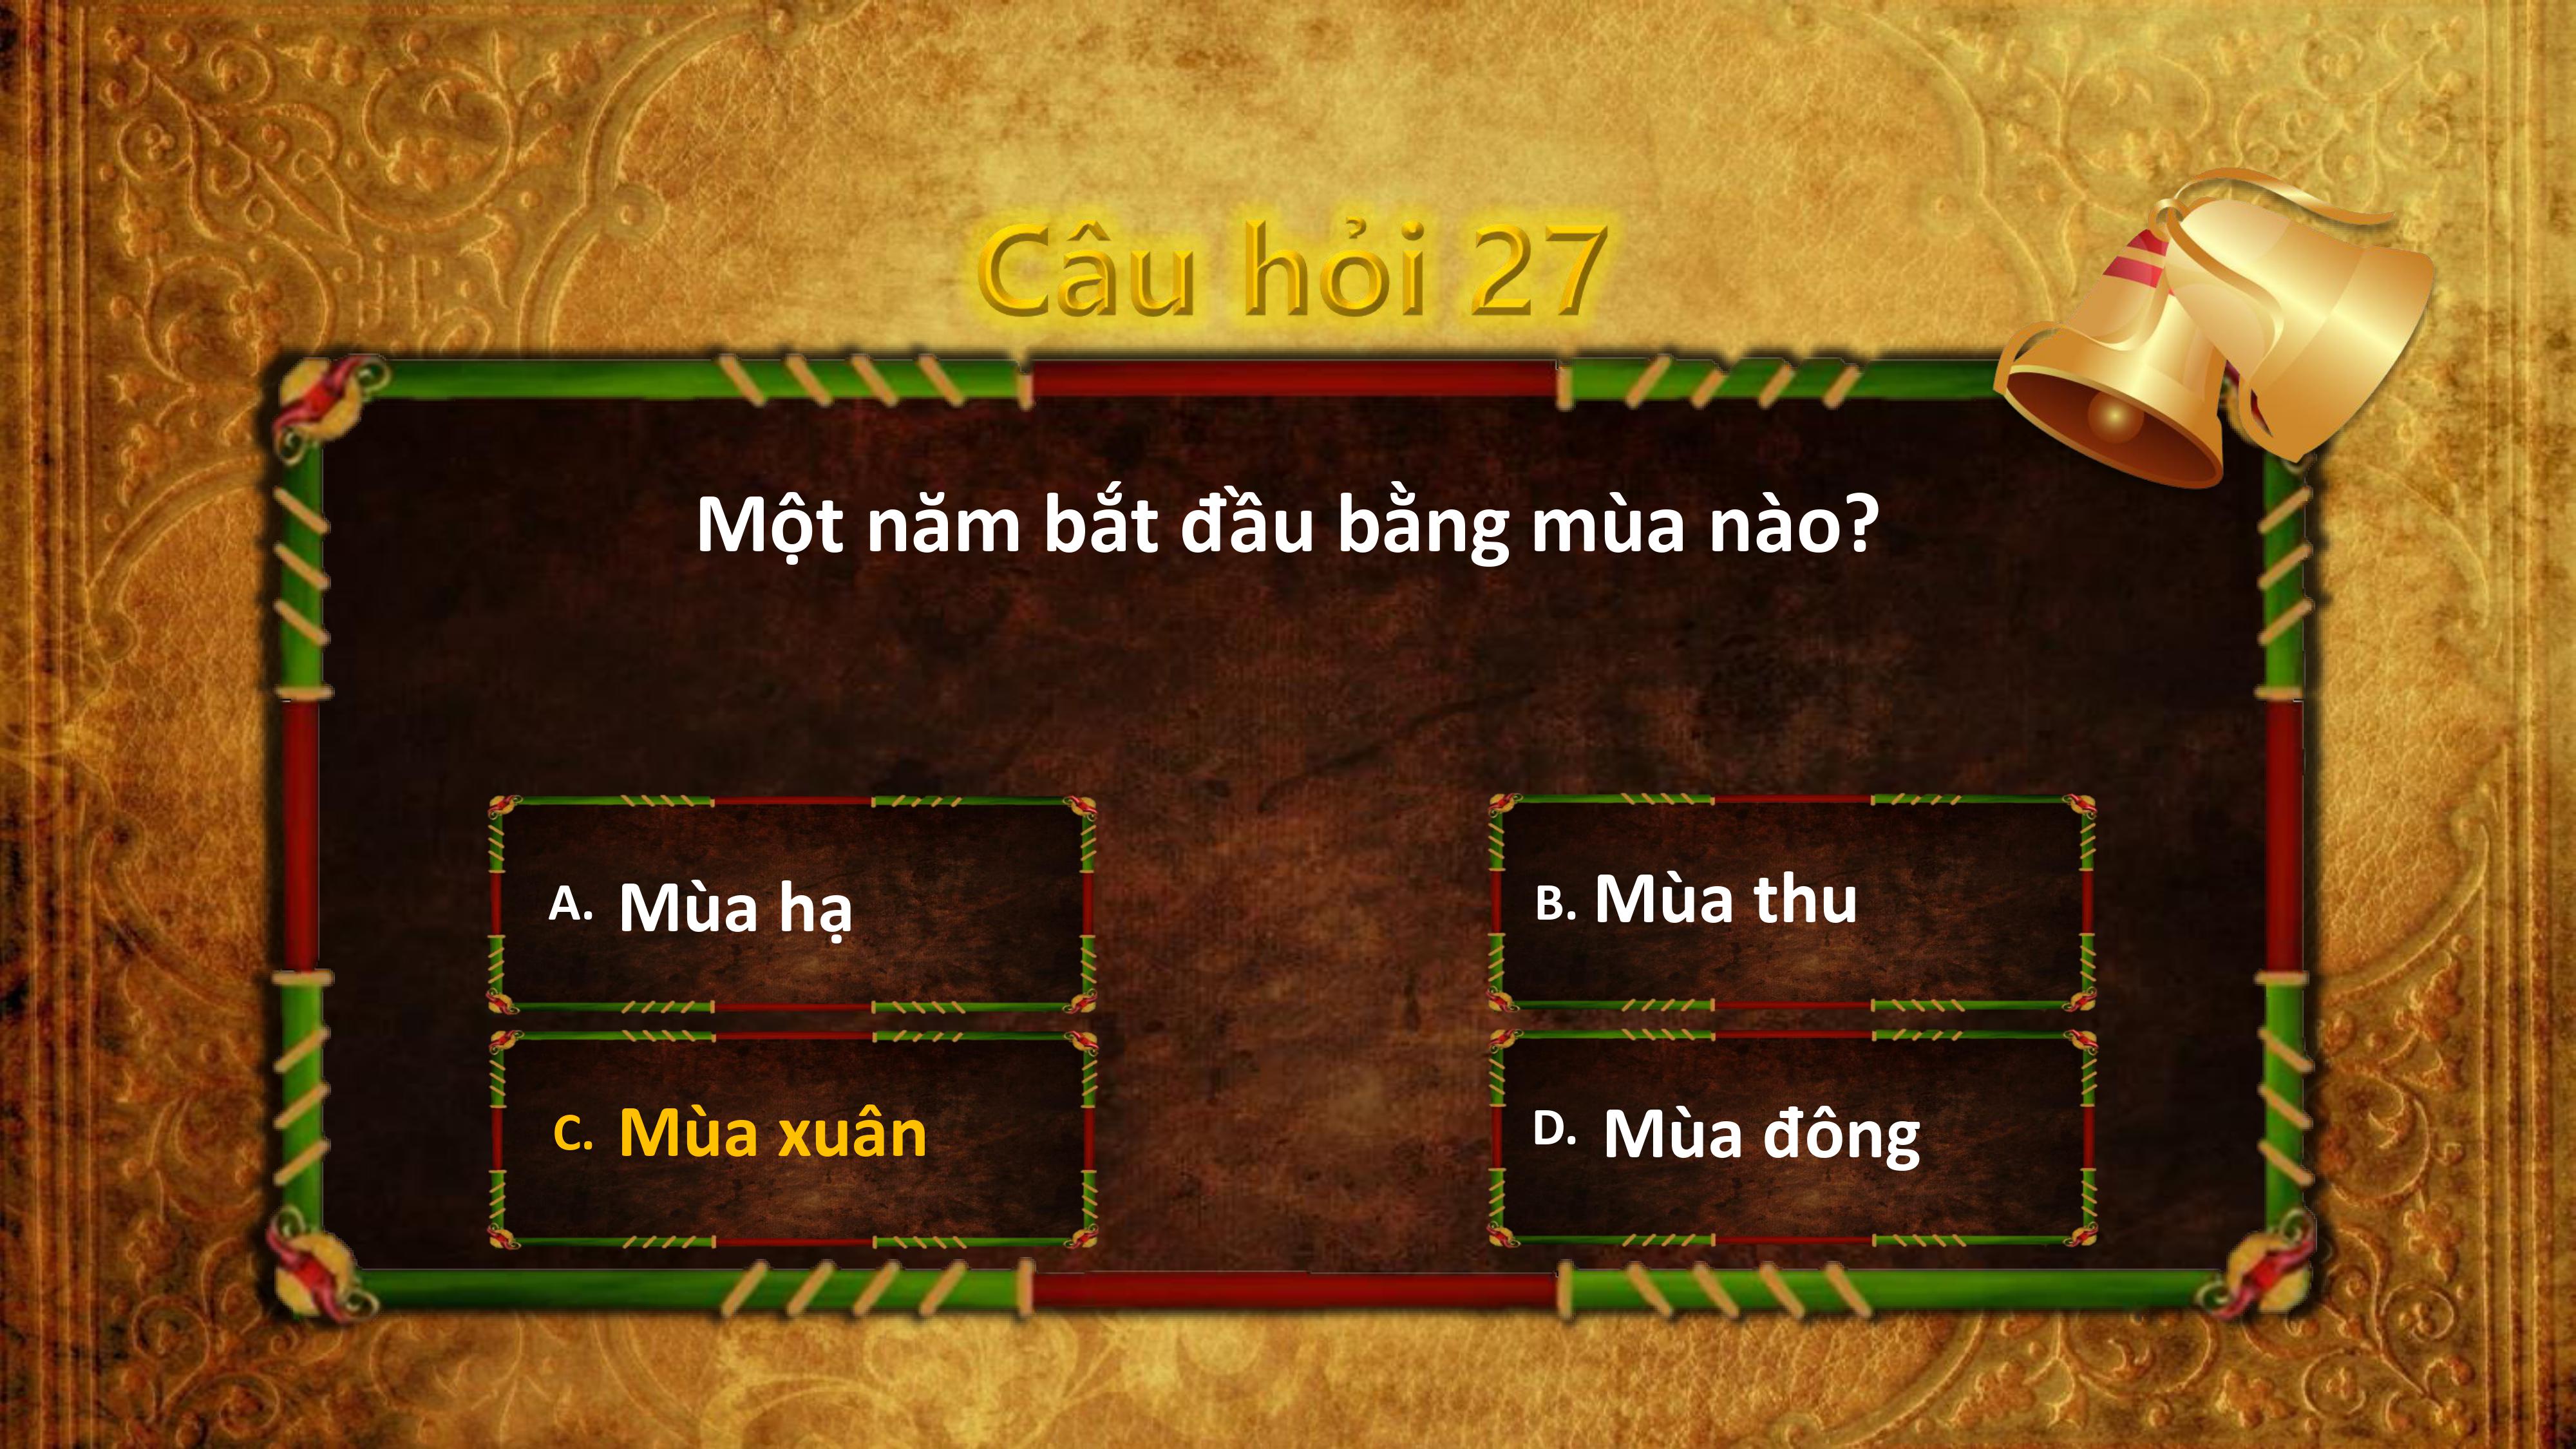 Câu hỏi 27
Một năm bắt đầu bằng mùa nào?
A. Mùa hạ
B. Mùa thu
C. Mùa xuân
D. Mùa đông